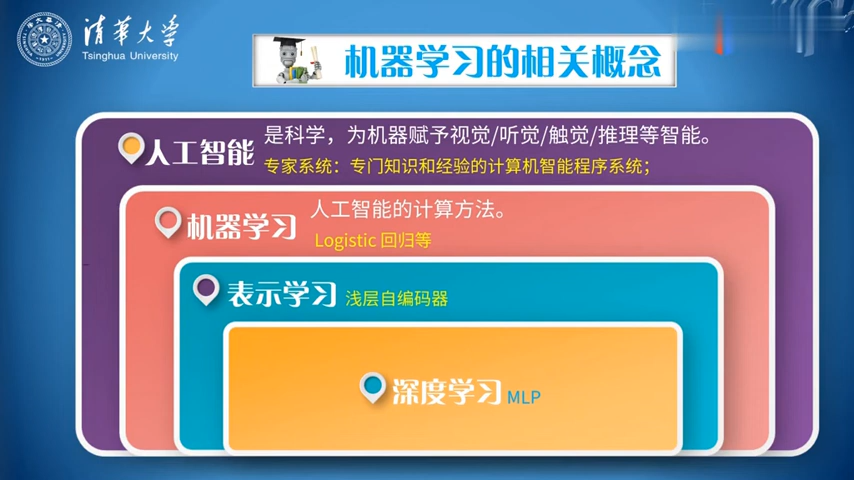 清华大学
Tsinghua University
机器学习的相关概念
人工智能
是科学，为机器赋予视觉/听觉/触觉/推理等智能。
专家系统：专门知识和经验的计算机智能程序系统；
机器学习
人工智能的计算方法。
Logistic 回归等
表示学习 浅层自编码器
深度学习 MLP